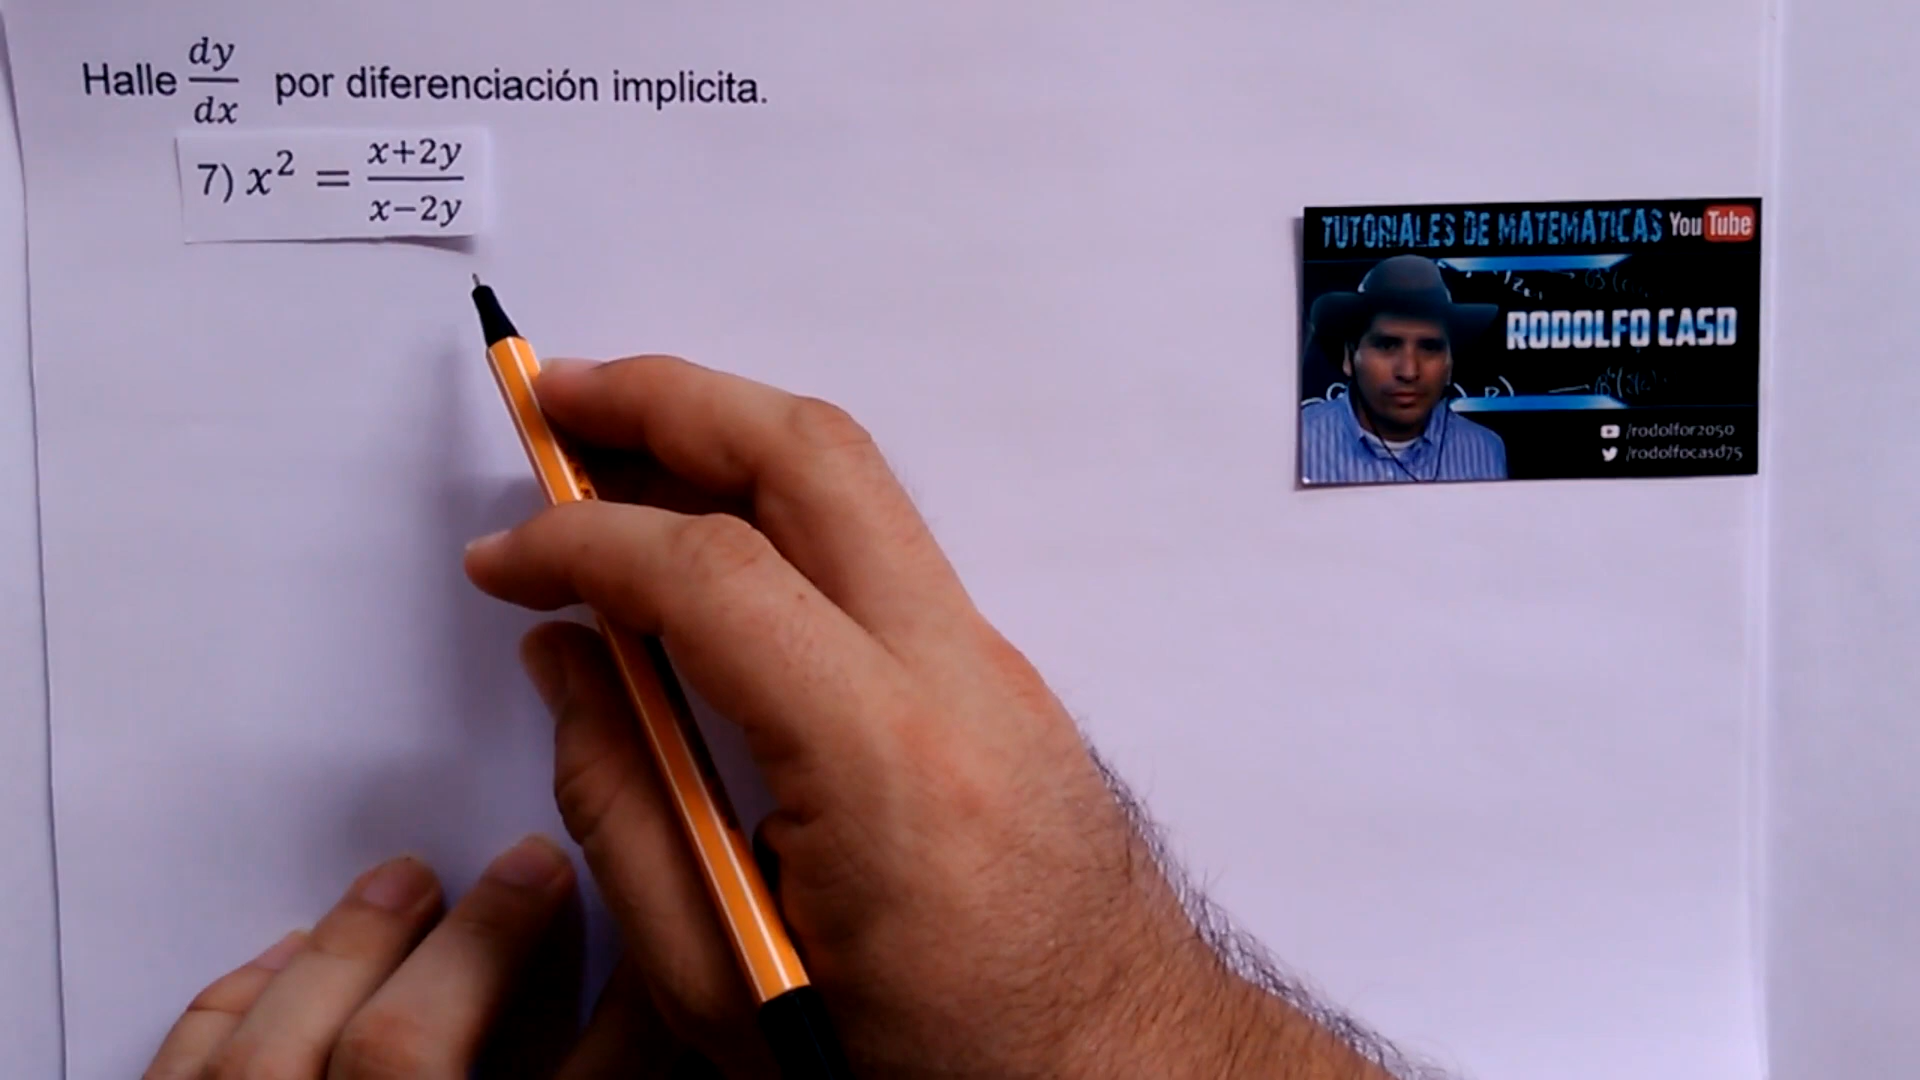 Halle dy/dx por diferenciación implicita.
7) x² = x+2y/x−2y
TUTORIALES DE MATEMATICAS YouTube
RODOLFO CASD
/rodolfor2050
/rodolfocasd75